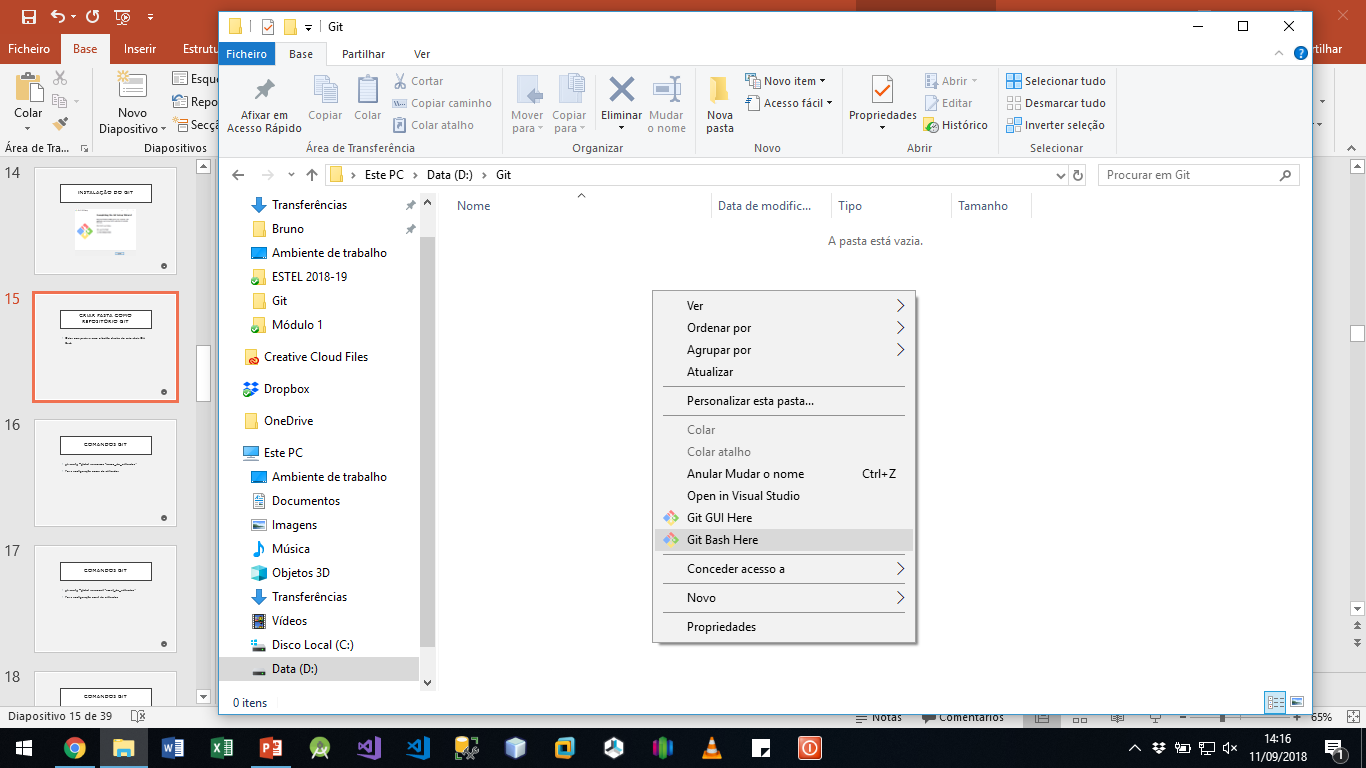 Git
Ficheiro
Base
Inserir
Estrutu
Ficheiro
Base
Partilhar
Ver
rtilhar
Colar
Novo
Diapositivo
Esque
Repo
Secçã
Área de Tra...
Diapositivos
Afixar em
Acesso Rápido
Copiar
Colar
Cortar
Copiar caminho
Colar atalho
Área de Transferência
Mover
para
Copiar
para
Eliminar
Mudar
o nome
Organizar
Nova
pasta
Novo item
Acesso fácil
Novo
Propriedades
Abrir
Editar
Histórico
Abrir
Selecionar tudo
Desmarcar tudo
Inverter seleção
Selecionar
Este PC
Data (D:)
Git
Procurar em Git
14
INSTALAÇÃO DO GIT
15
CRIAR PASTA COMO
REPOSITÓRIO GIT
16
COMANDOS GIT
17
COMANDOS GIT
18
COMANDOS GIT
Transferências
Bruno
Ambiente de trabalho
ESTEL 2018-19
Git
Módulo 1
Creative Cloud Files
Dropbox
OneDrive
Este PC
Ambiente de trabalho
Documentos
Imagens
Música
Objetos 3D
Transferências
Vídeos
Disco Local (C:)
Data (D:)
Nome
Data de modific...
Tipo
Tamanho
A pasta está vazia.
Ver
Ordenar por
Agrupar por
Atualizar
Personalizar esta pasta...
Colar
Colar atalho
Anular Mudar o nome Ctrl+Z
Open in Visual Studio
Git GUI Here
Git Bash Here
Conceder acesso a
Novo
Propriedades
0 itens
Diapositivo 15 de 39
Notas
Comentários
65%
14:16
11/09/2018
1